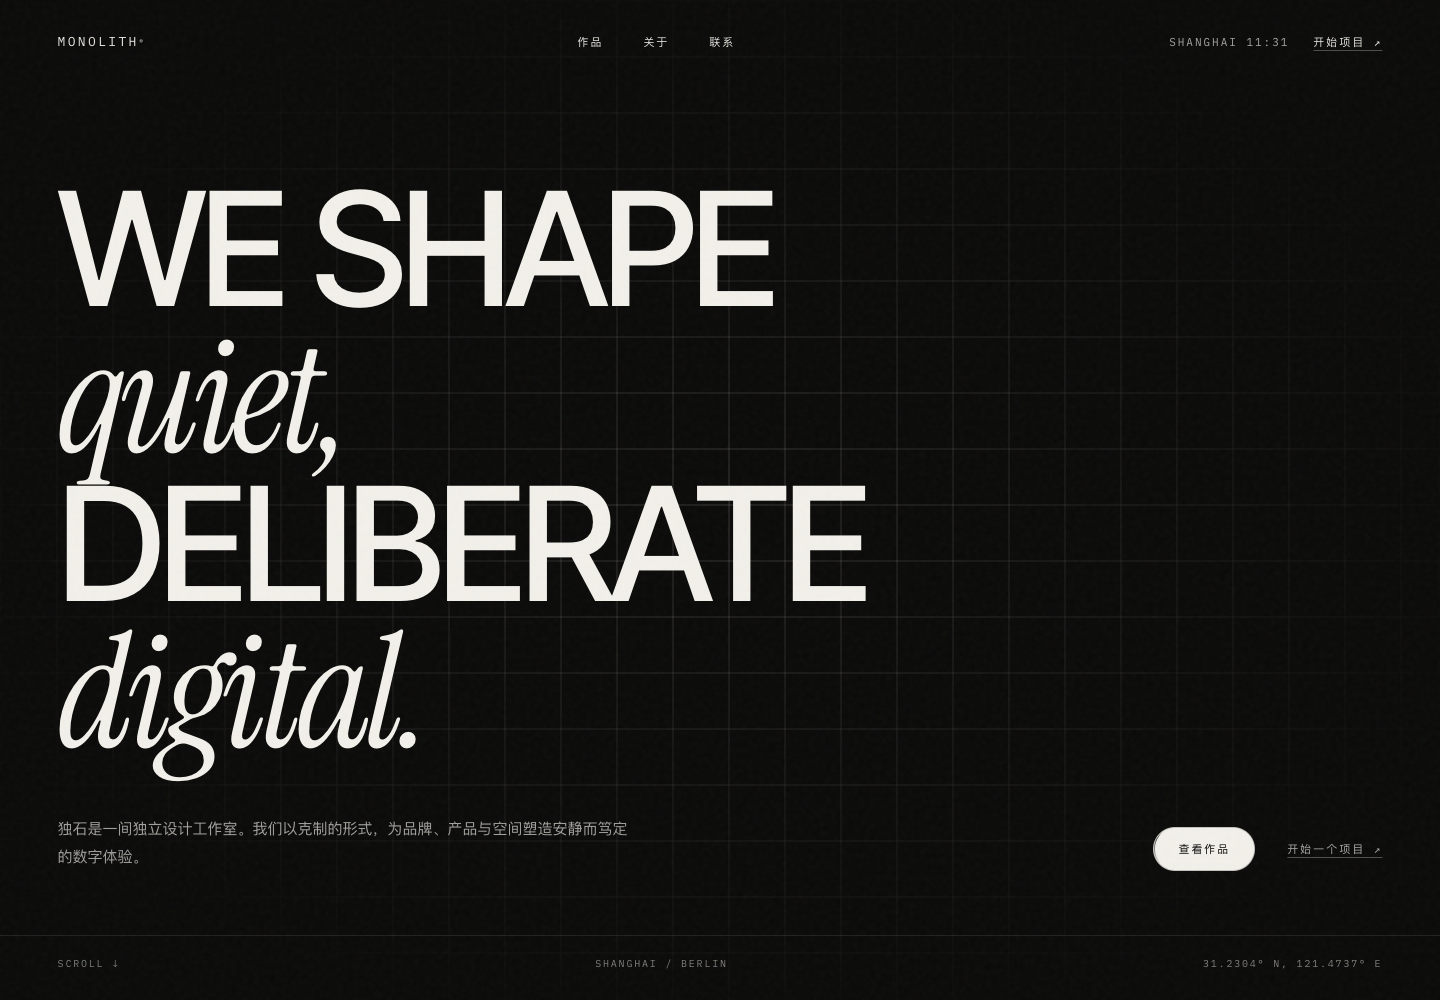 MONOLITH®
作品 关于 联系
SHANGHAI 11:31 开始项目 ↗
WE SHAPE
quiet,
DELIBERATE
digital.
独石是一间独立设计工作室。我们以克制的形式，为品牌、产品与空间塑造安静而笃定
的数字体验。
查看作品 开始一个项目 ↗
SCROLL ↓ SHANGHAI / BERLIN 31.2304° N, 121.4737° E